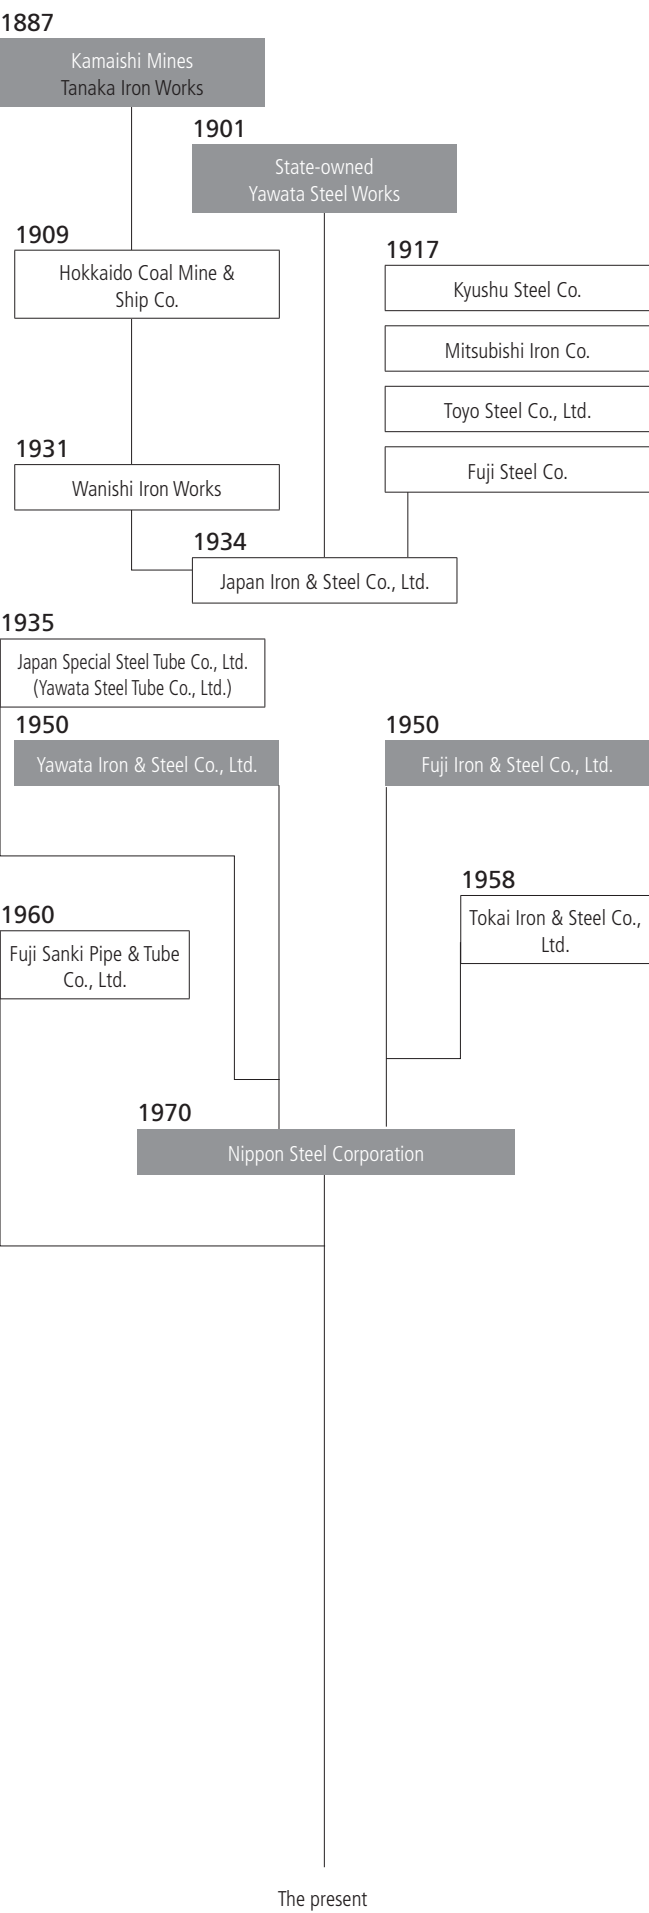 1887
Kamaishi Mines
Tanaka Iron Works
1901
State-owned
Yawata Steel Works
1909
Hokkaido Coal Mine &
Ship Co.
1917
Kyushu Steel Co.
Mitsubishi Iron Co.
Toyo Steel Co., Ltd.
Fuji Steel Co.
1931
Wanishi Iron Works
1934
Japan Iron & Steel Co., Ltd.
1935
Japan Special Steel Tube Co., Ltd.
(Yawata Steel Tube Co., Ltd.)
1950
Yawata Iron & Steel Co., Ltd.
1950
Fuji Iron & Steel Co., Ltd.
1958
Tokai Iron & Steel Co.,
Ltd.
1960
Fuji Sanki Pipe & Tube
Co., Ltd.
1970
Nippon Steel Corporation
The present